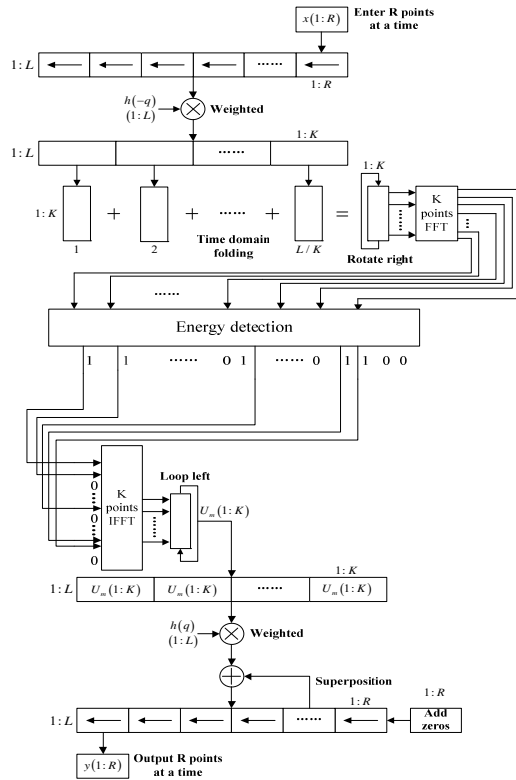 x(1:R)
Enter R points
at a time
1:L
......
1:R
h(−q)
(1:L)
Weighted
1:K
1:L
......
1:K
1:K
+
+
......
+
=
K
points
FFT
1
2
Time domain
folding
L/K
Rotate right
......
Energy detection
1
1
......
0
1
......
0
1
1
0
0
Loop left
0
0
0
0
K
points
IFFT
U_m(1:K)
1:K
1:L
U_m(1:K)
U_m(1:K)
......
U_m(1:K)
h(q)
(1:L)
Weighted
+
Superposition
1:R
1:R
1:L
......
Add
zeros
y(1:R)
Output R points
at a time